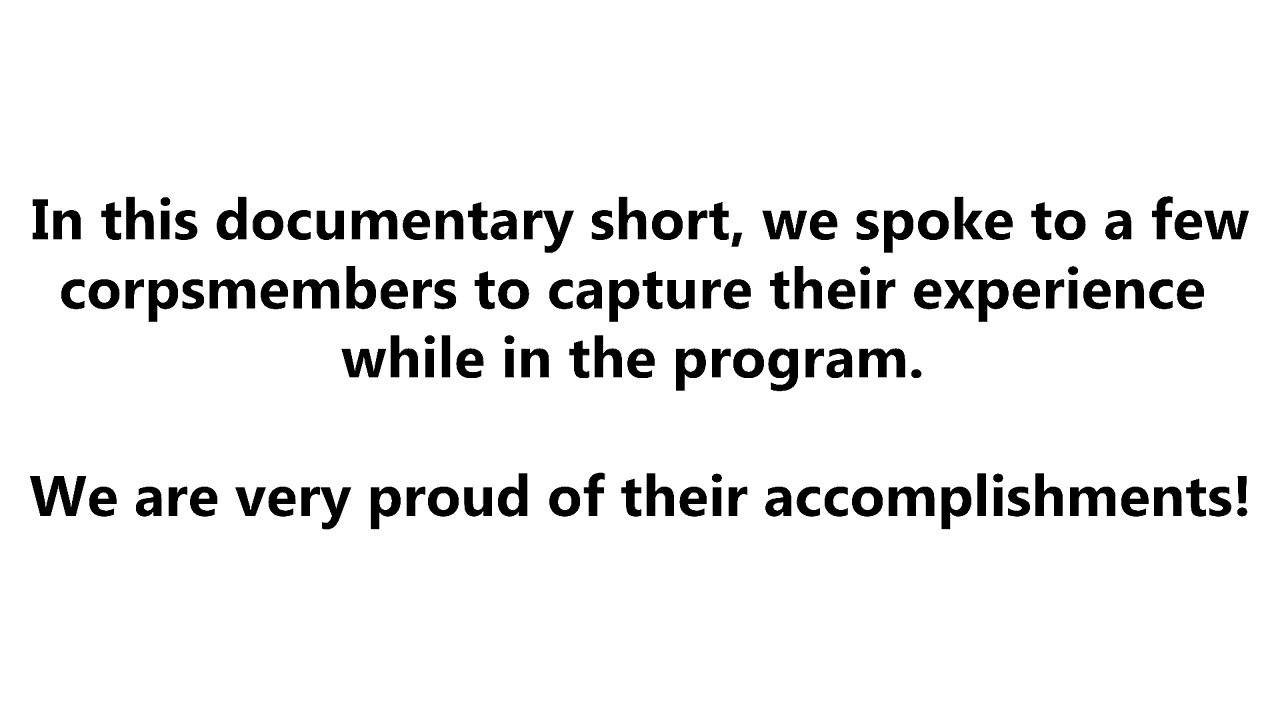 In this documentary short, we spoke to a few
corpsmembers to capture their experience
while in the program.
We are very proud of their accomplishments!